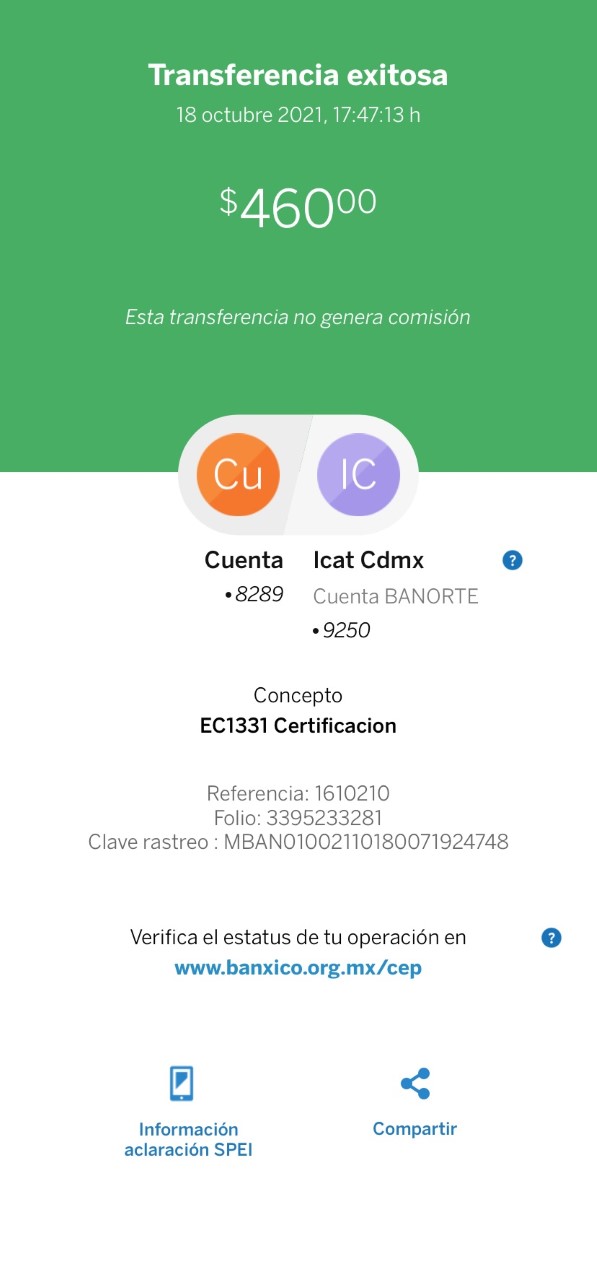 Transferencia exitosa
18 octubre 2021, 17:47:13 h
$46000
Esta transferencia no genera comisión
Cu
IC
Cuenta
•8289
Icat Cdmx
?
Cuenta BANORTE
•9250
Concepto
EC1331 Certificacion
Referencia: 1610210
Folio: 3395233281
Clave rastreo : MBAN01002110180071924748
Verifica el estatus de tu operación en
?
www.banxico.org.mx/cep
Información
aclaración SPEI
Compartir